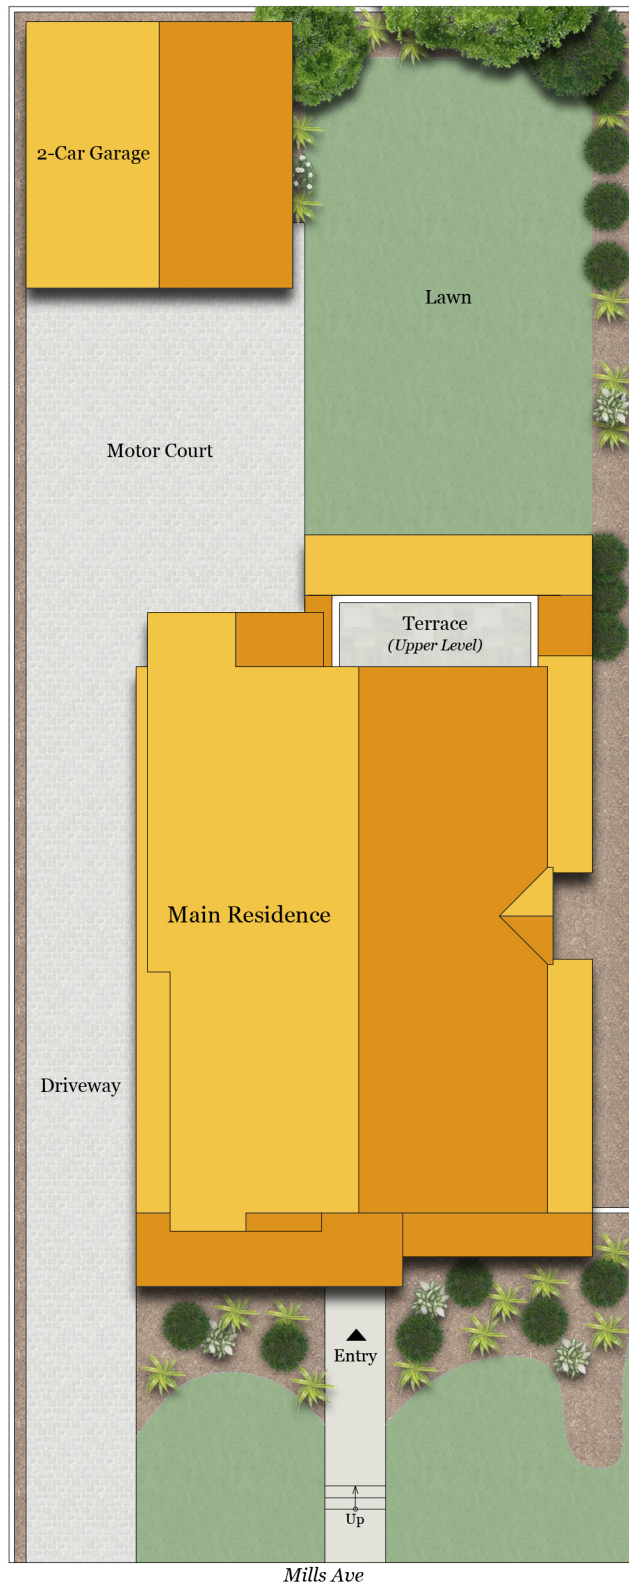 2-Car Garage
Lawn
Motor Court
Terrace
(Upper Level)
Main Residence
Driveway
Entry
Up
Mills Ave